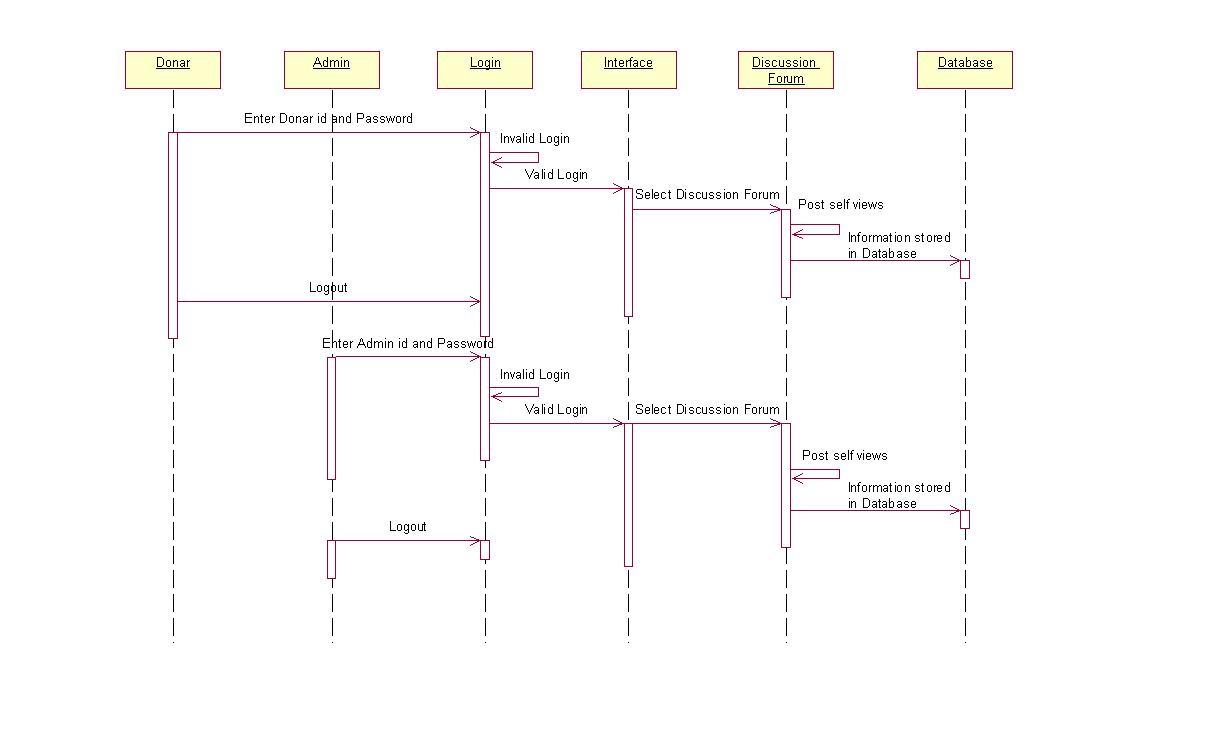 Donar
Admin
Login
Interface
Discussion
Forum
Database
Enter Donar id and Password
Invalid Login
Valid Login
Select Discussion Forum
Post self views
Information stored
in Database
Logout
Enter Admin id and Password
Invalid Login
Valid Login
Select Discussion Forum
Post self views
Information stored
in Database
Logout